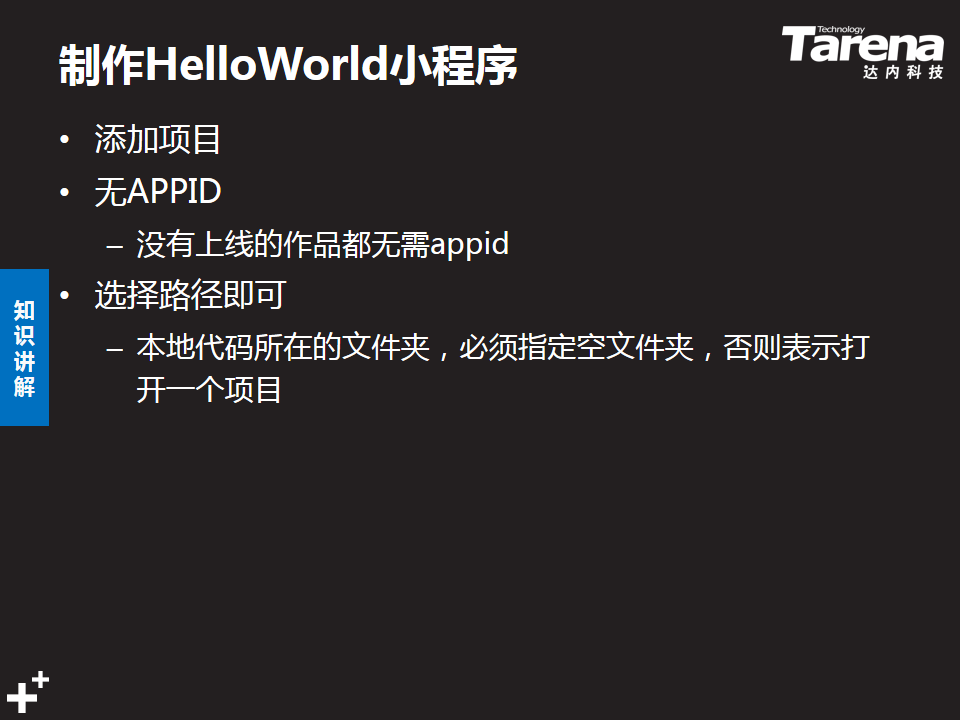 制作HelloWorld小程序
Technology
Tarena
达内科技
• 添加项目
• 无APPID
– 没有上线的作品都无需appid
• 选择路径即可
– 本地代码所在的文件夹，必须指定空文件夹，否则表示打
开一个项目
知识讲解